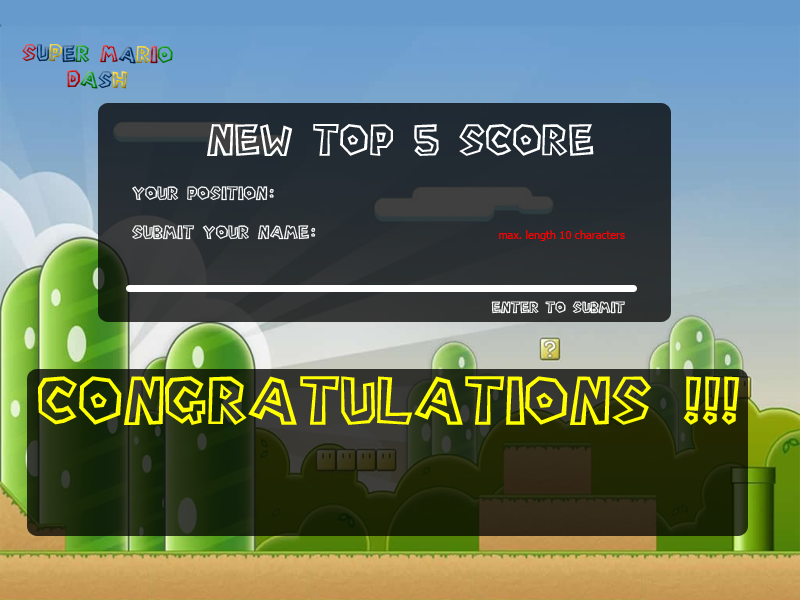 SUPER MARIO
DASH
NEW TOP 5 SCORE
YOUR POSITION:
SUBMIT YOUR NAME:
max. length 10 characters
ENTER TO SUBMIT
?
CONGRATULATIONS !!!